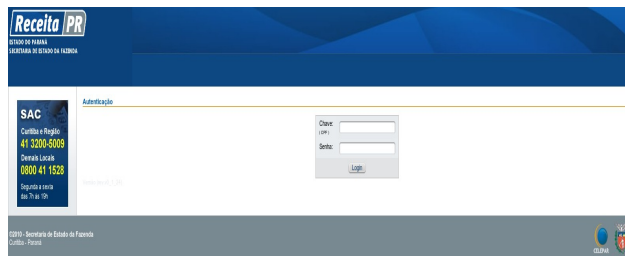 Receita PR
ESTADO DO PARANÁ
SECRETARIA DE ESTADO DA FAZENDA
Autenticação
SAC
Curitiba e Região
41 3200-5009
Demais Locais
0800 41 1528
Segunda a sexta
das 7h às 19h
Chave:
(CPF)
Senha:
Login
©2010 - Secretaria de Estado da Fazenda
Curitiba - Paraná
CELEPAR